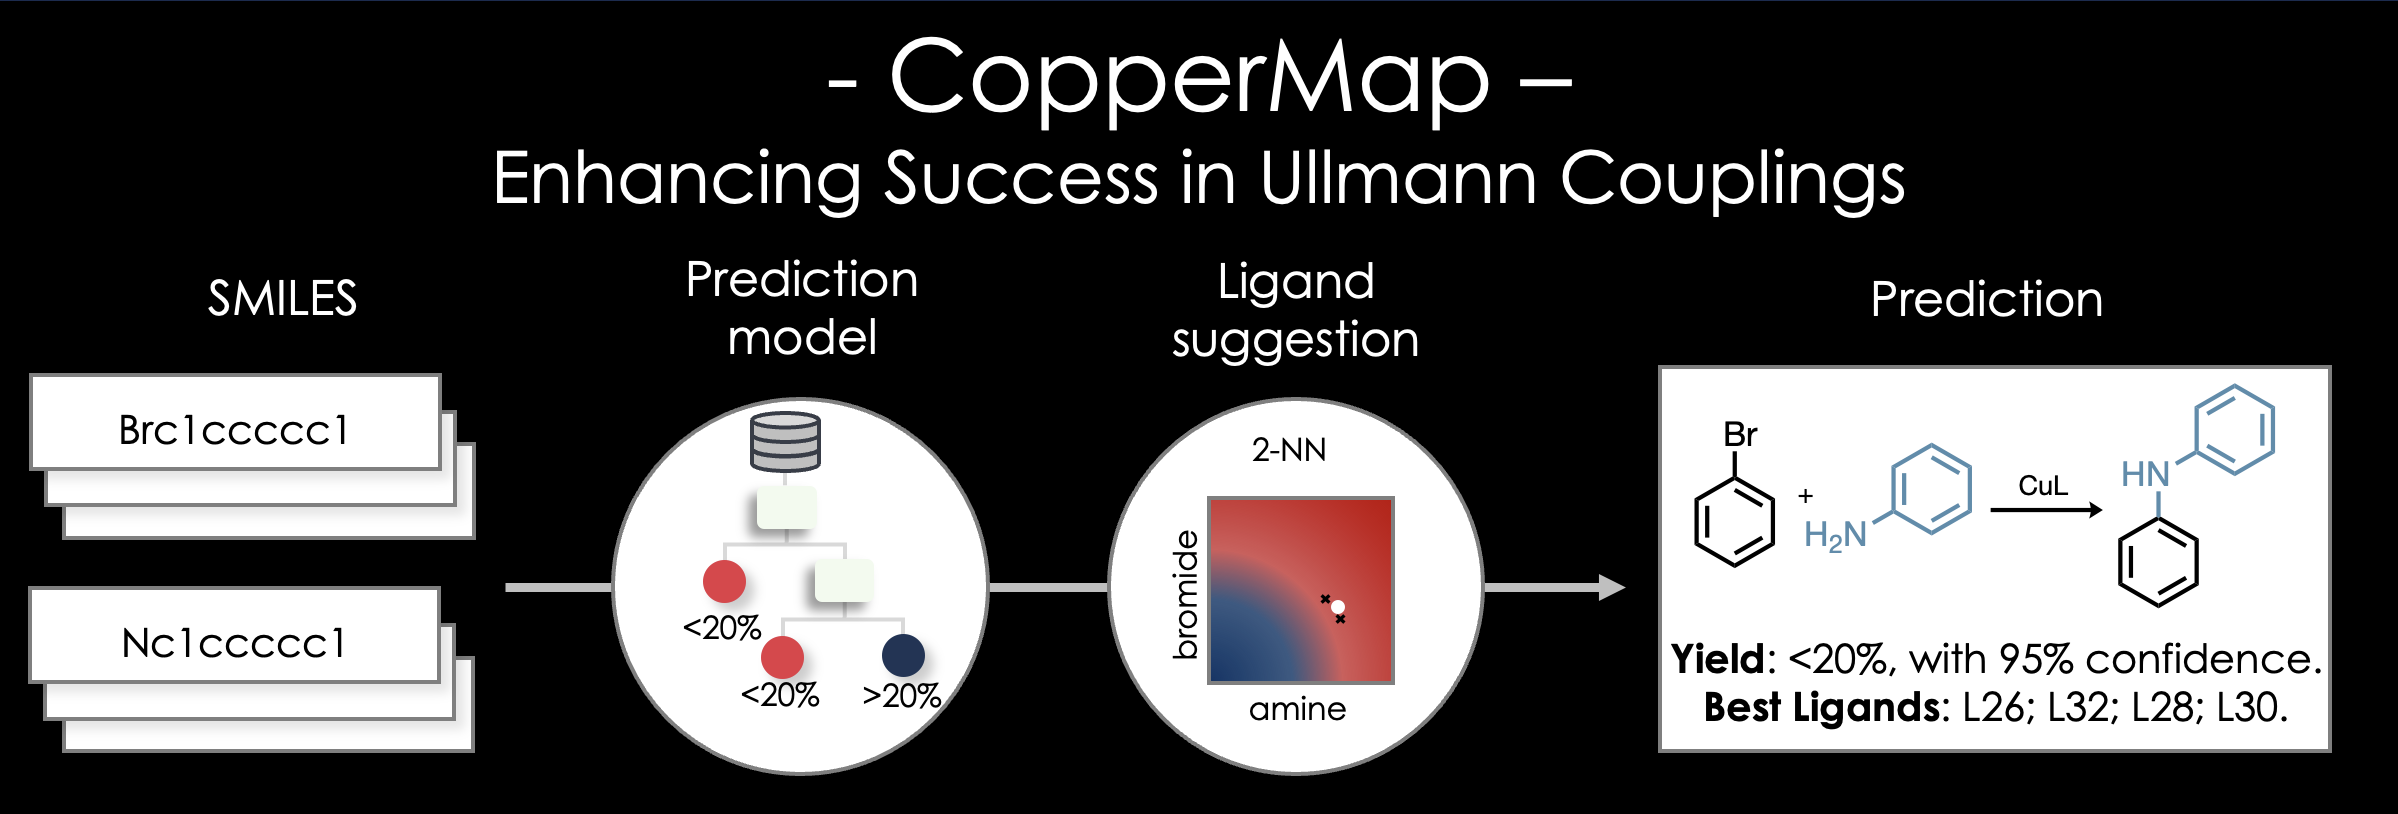 - CopperMap –
Enhancing Success in Ullmann Couplings
SMILES
Brc1ccccc1
Nc1ccccc1
Prediction
model
<20%
<20%
>20%
Ligand
suggestion
2-NN
bromide
amine
Prediction
Br
+
H₂N
CuL
HN
Yield: <20%, with 95% confidence.
Best Ligands: L26; L32; L28; L30.